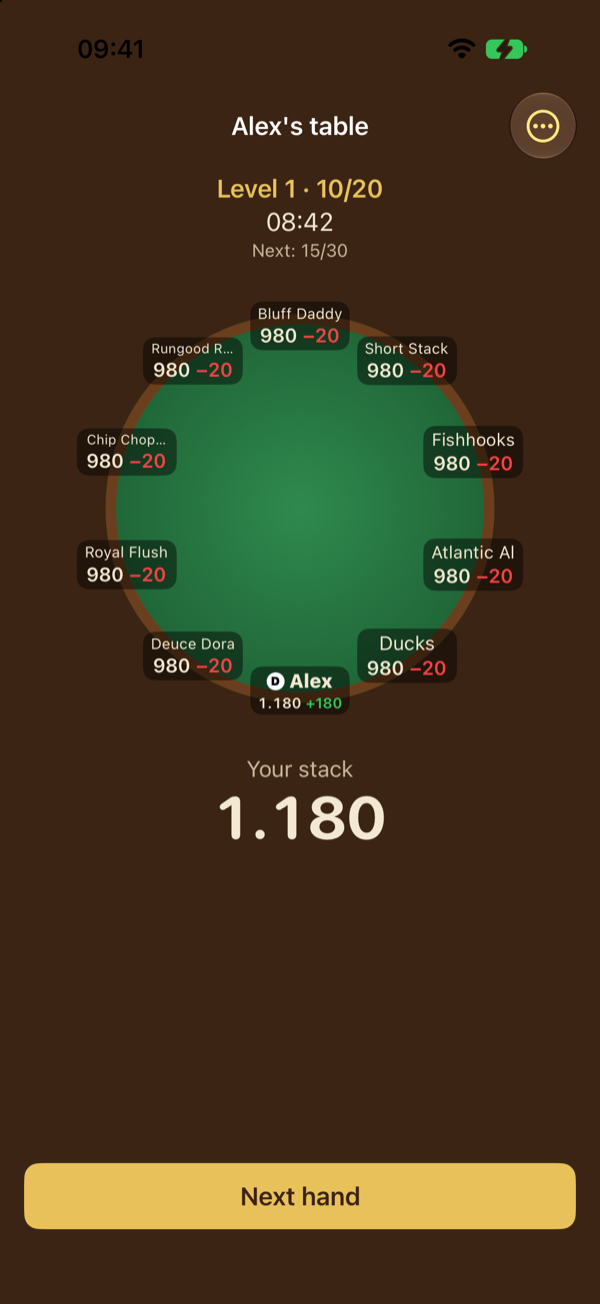 09:41
Alex's table
Level 1 · 10/20
08:42
Next: 15/30
Bluff Daddy
980 −20
Rungood R...
980 −20
Short Stack
980 −20
Chip Chop...
980 −20
Fishhooks
980 −20
Royal Flush
980 −20
Atlantic Al
980 −20
Deuce Dora
980 −20
Ducks
980 −20
D Alex
1.180 +180
Your stack
1.180
Next hand